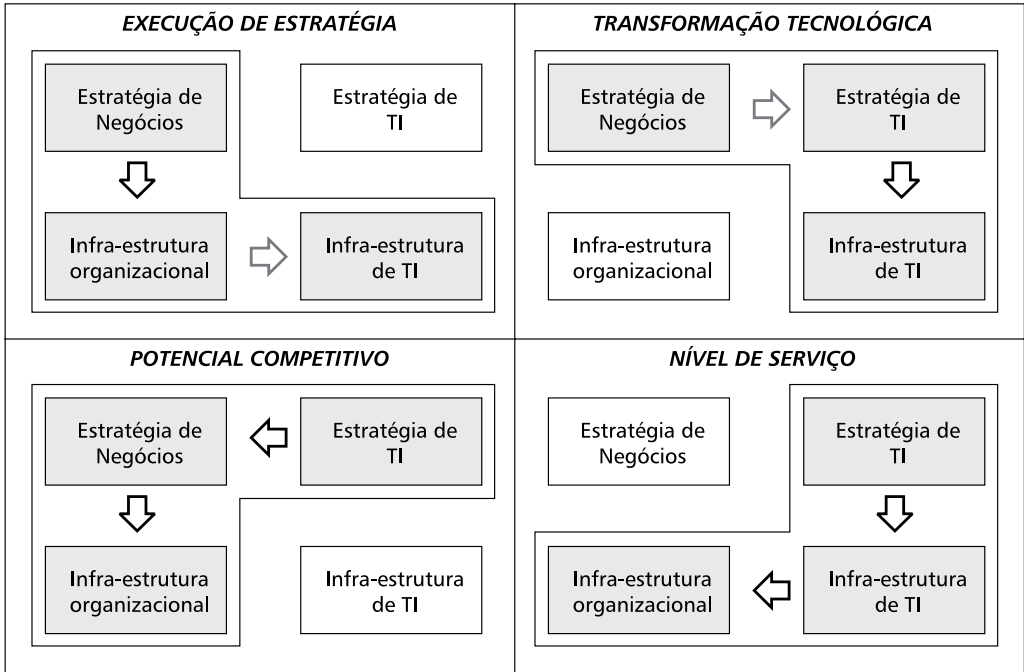 EXECUÇÃO DE ESTRATÉGIA
Estratégia de
Negócios
Estratégia de
TI
Infra-estrutura
organizacional
Infra-estrutura
de TI
TRANSFORMAÇÃO TECNOLÓGICA
Estratégia de
Negócios
Estratégia de
TI
Infra-estrutura
organizacional
Infra-estrutura
de TI
POTENCIAL COMPETITIVO
Estratégia de
Negócios
Estratégia de
TI
Infra-estrutura
organizacional
Infra-estrutura
de TI
NÍVEL DE SERVIÇO
Estratégia de
Negócios
Estratégia de
TI
Infra-estrutura
organizacional
Infra-estrutura
de TI